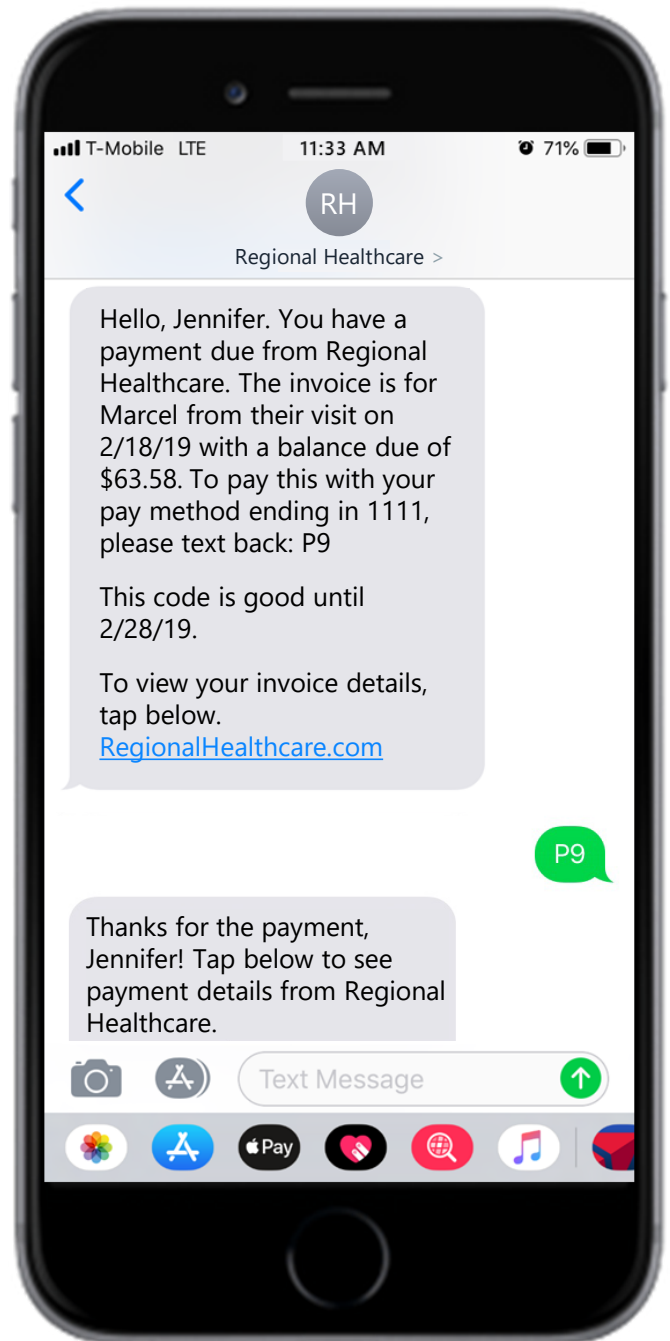 T-Mobile LTE 11:33 AM 71%
RH
Regional Healthcare >
Hello, Jennifer. You have a
payment due from Regional
Healthcare. The invoice is for
Marcel from their visit on
2/18/19 with a balance due of
$63.58. To pay this with your
pay method ending in 1111,
please text back: P9
This code is good until
2/28/19.
To view your invoice details,
tap below.
RegionalHealthcare.com
P9
Thanks for the payment,
Jennifer! Tap below to see
payment details from Regional
Healthcare.
Text Message
Pay